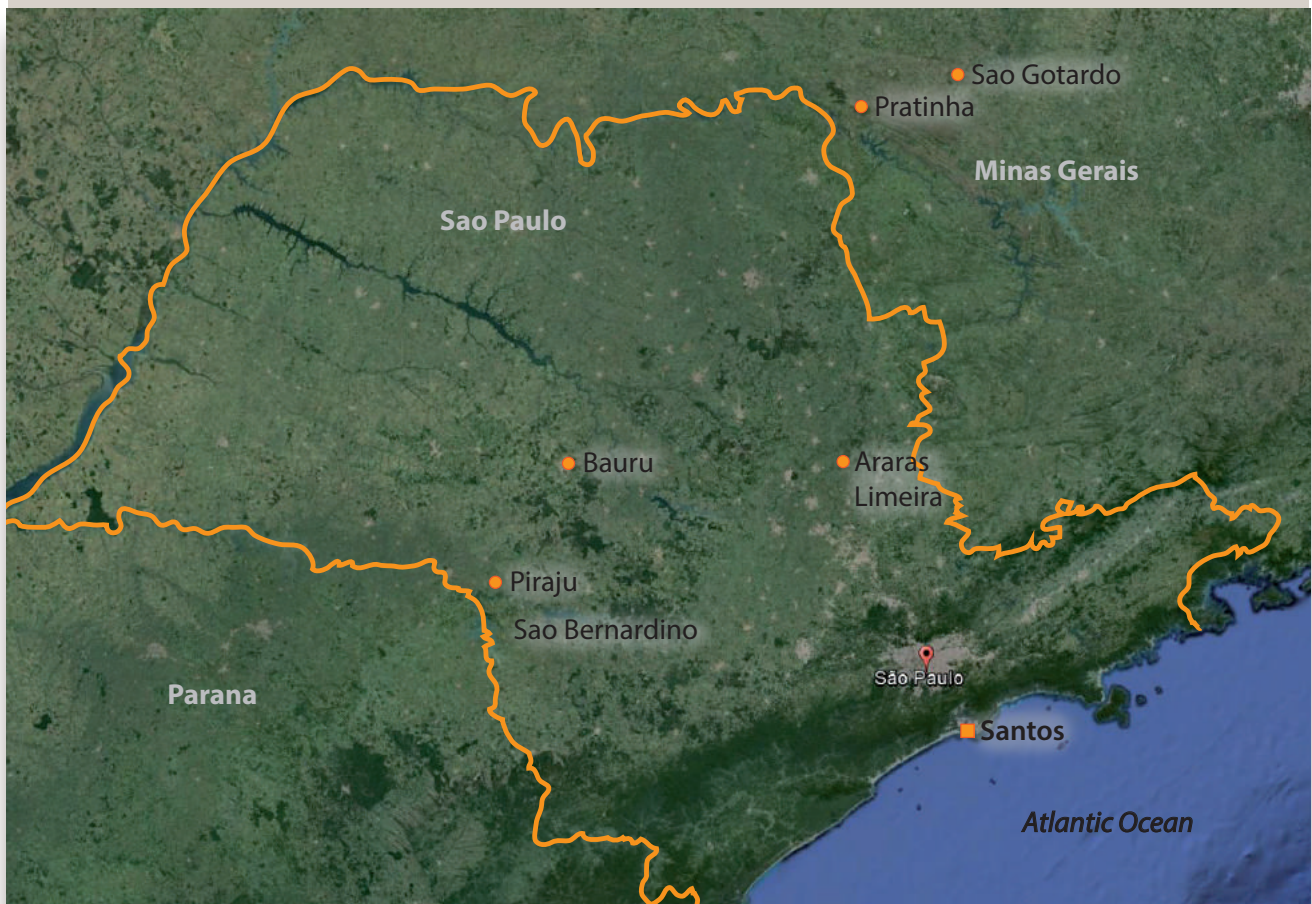 Sao Gotardo
Pratinha
Minas Gerais
Sao Paulo
Bauru
Araras
Limeira
Piraju
Sao Bernardino
São Paulo
Parana
Santos
Atlantic Ocean